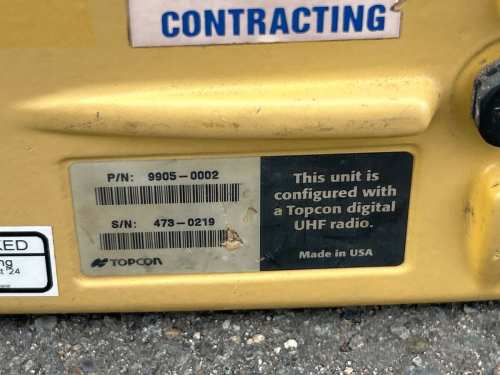 CONTRACTING
P/N: 9905-0002
S/N: 473-0219
TOPCON
This unit is
configured with
a Topcon digital
UHF radio.
Made in USA
KED
ng
'24